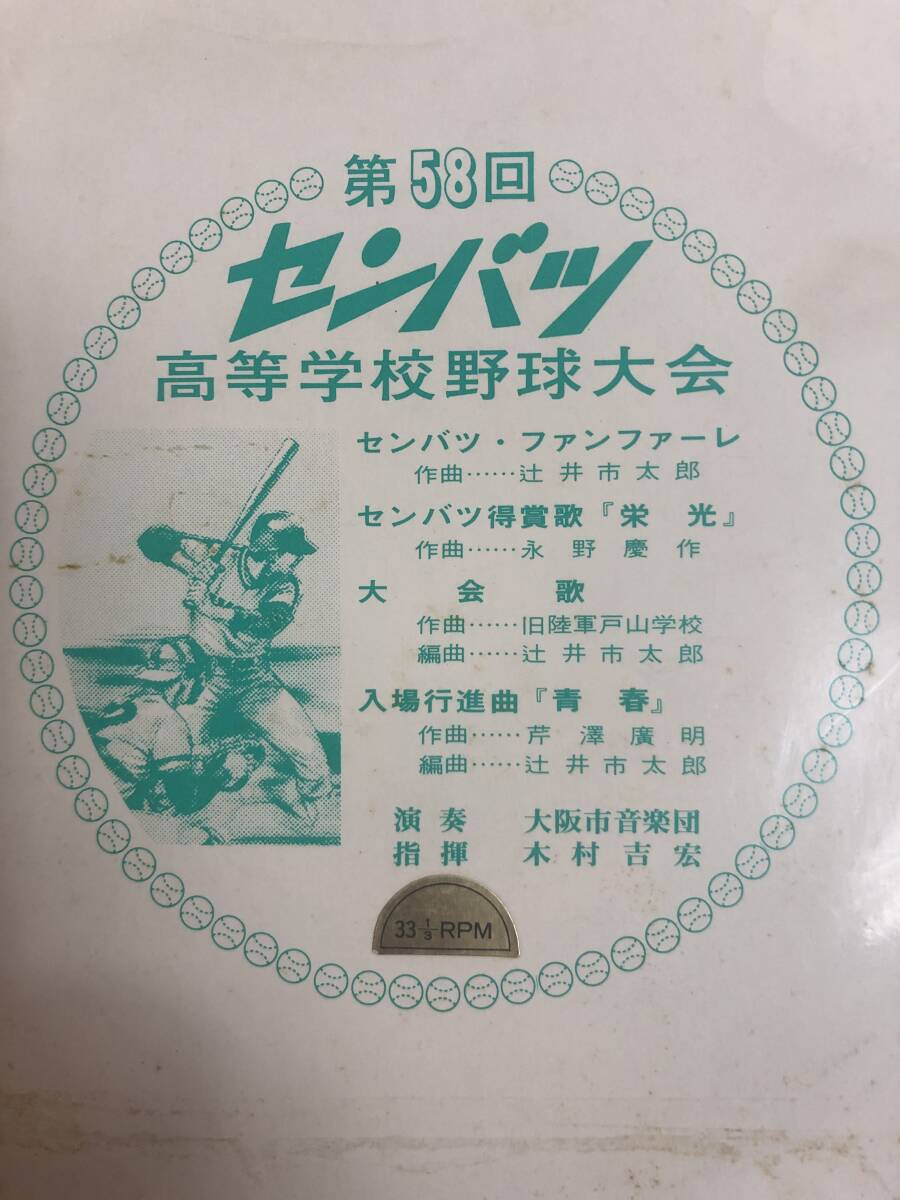 第58回
センバツ
高等学校野球大会
センバツ・ファンファーレ
作曲……辻井市太郎
センバツ得賞歌『栄　光』
作曲……永野慶作
大　会　歌
作曲……旧陸軍戸山学校
編曲……辻井市太郎
入場行進曲『青　春』
作曲……芹澤廣明
編曲……辻井市太郎
演奏　大阪市音楽団
指揮　木村吉宏
33 1/3 RPM